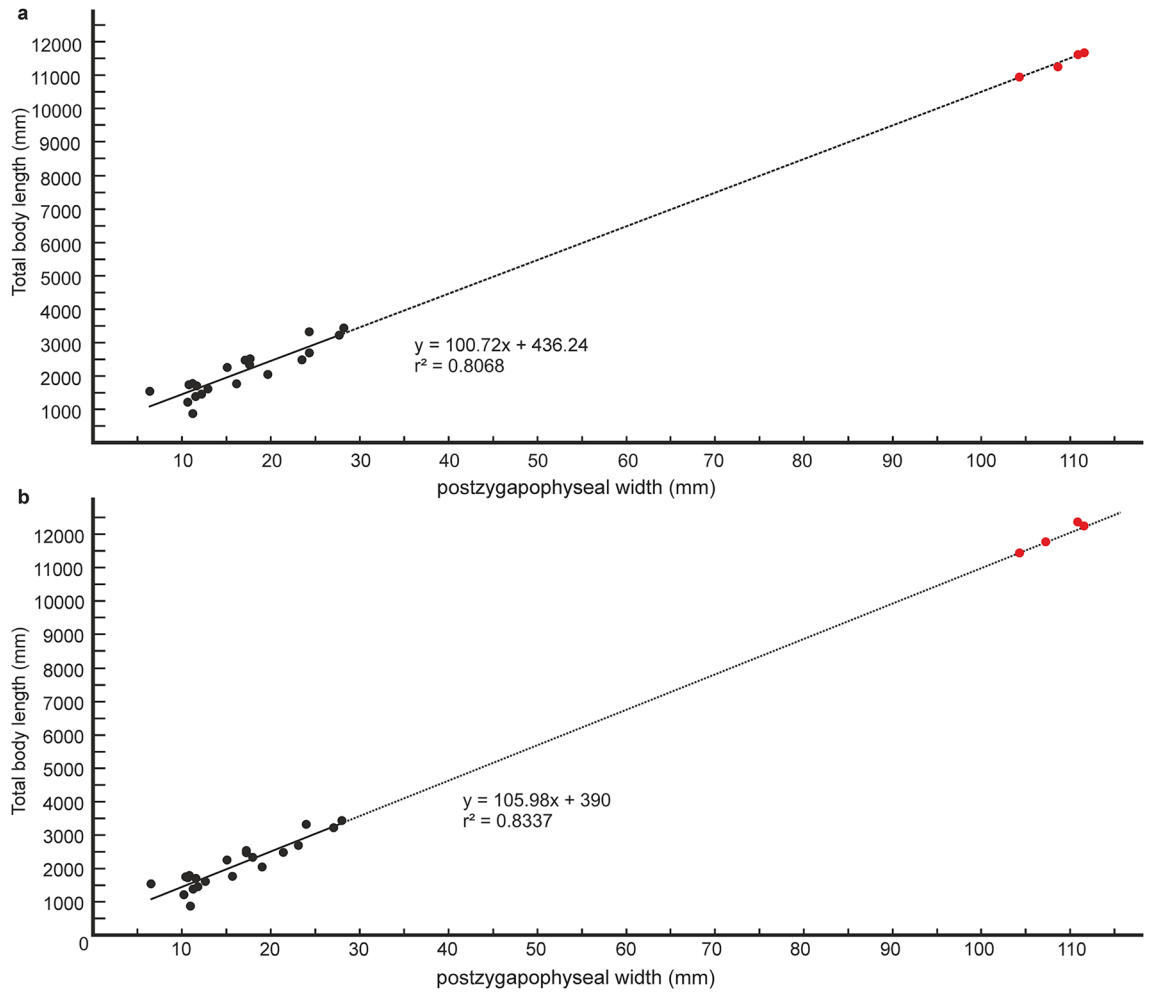 a
12000
11000
10000
9000
8000
7000
6000
5000
4000
3000
2000
1000
Total body length (mm)
y = 100.72x + 436.24
r² = 0.8068
10 20 30 40 50 60 70 80 90 100 110
postzygapophyseal width (mm)
b
12000
11000
10000
9000
8000
7000
6000
5000
4000
3000
2000
1000
0
Total body length (mm)
y = 105.98x + 390
r² = 0.8337
10 20 30 40 50 60 70 80 90 100 110
postzygapophyseal width (mm)